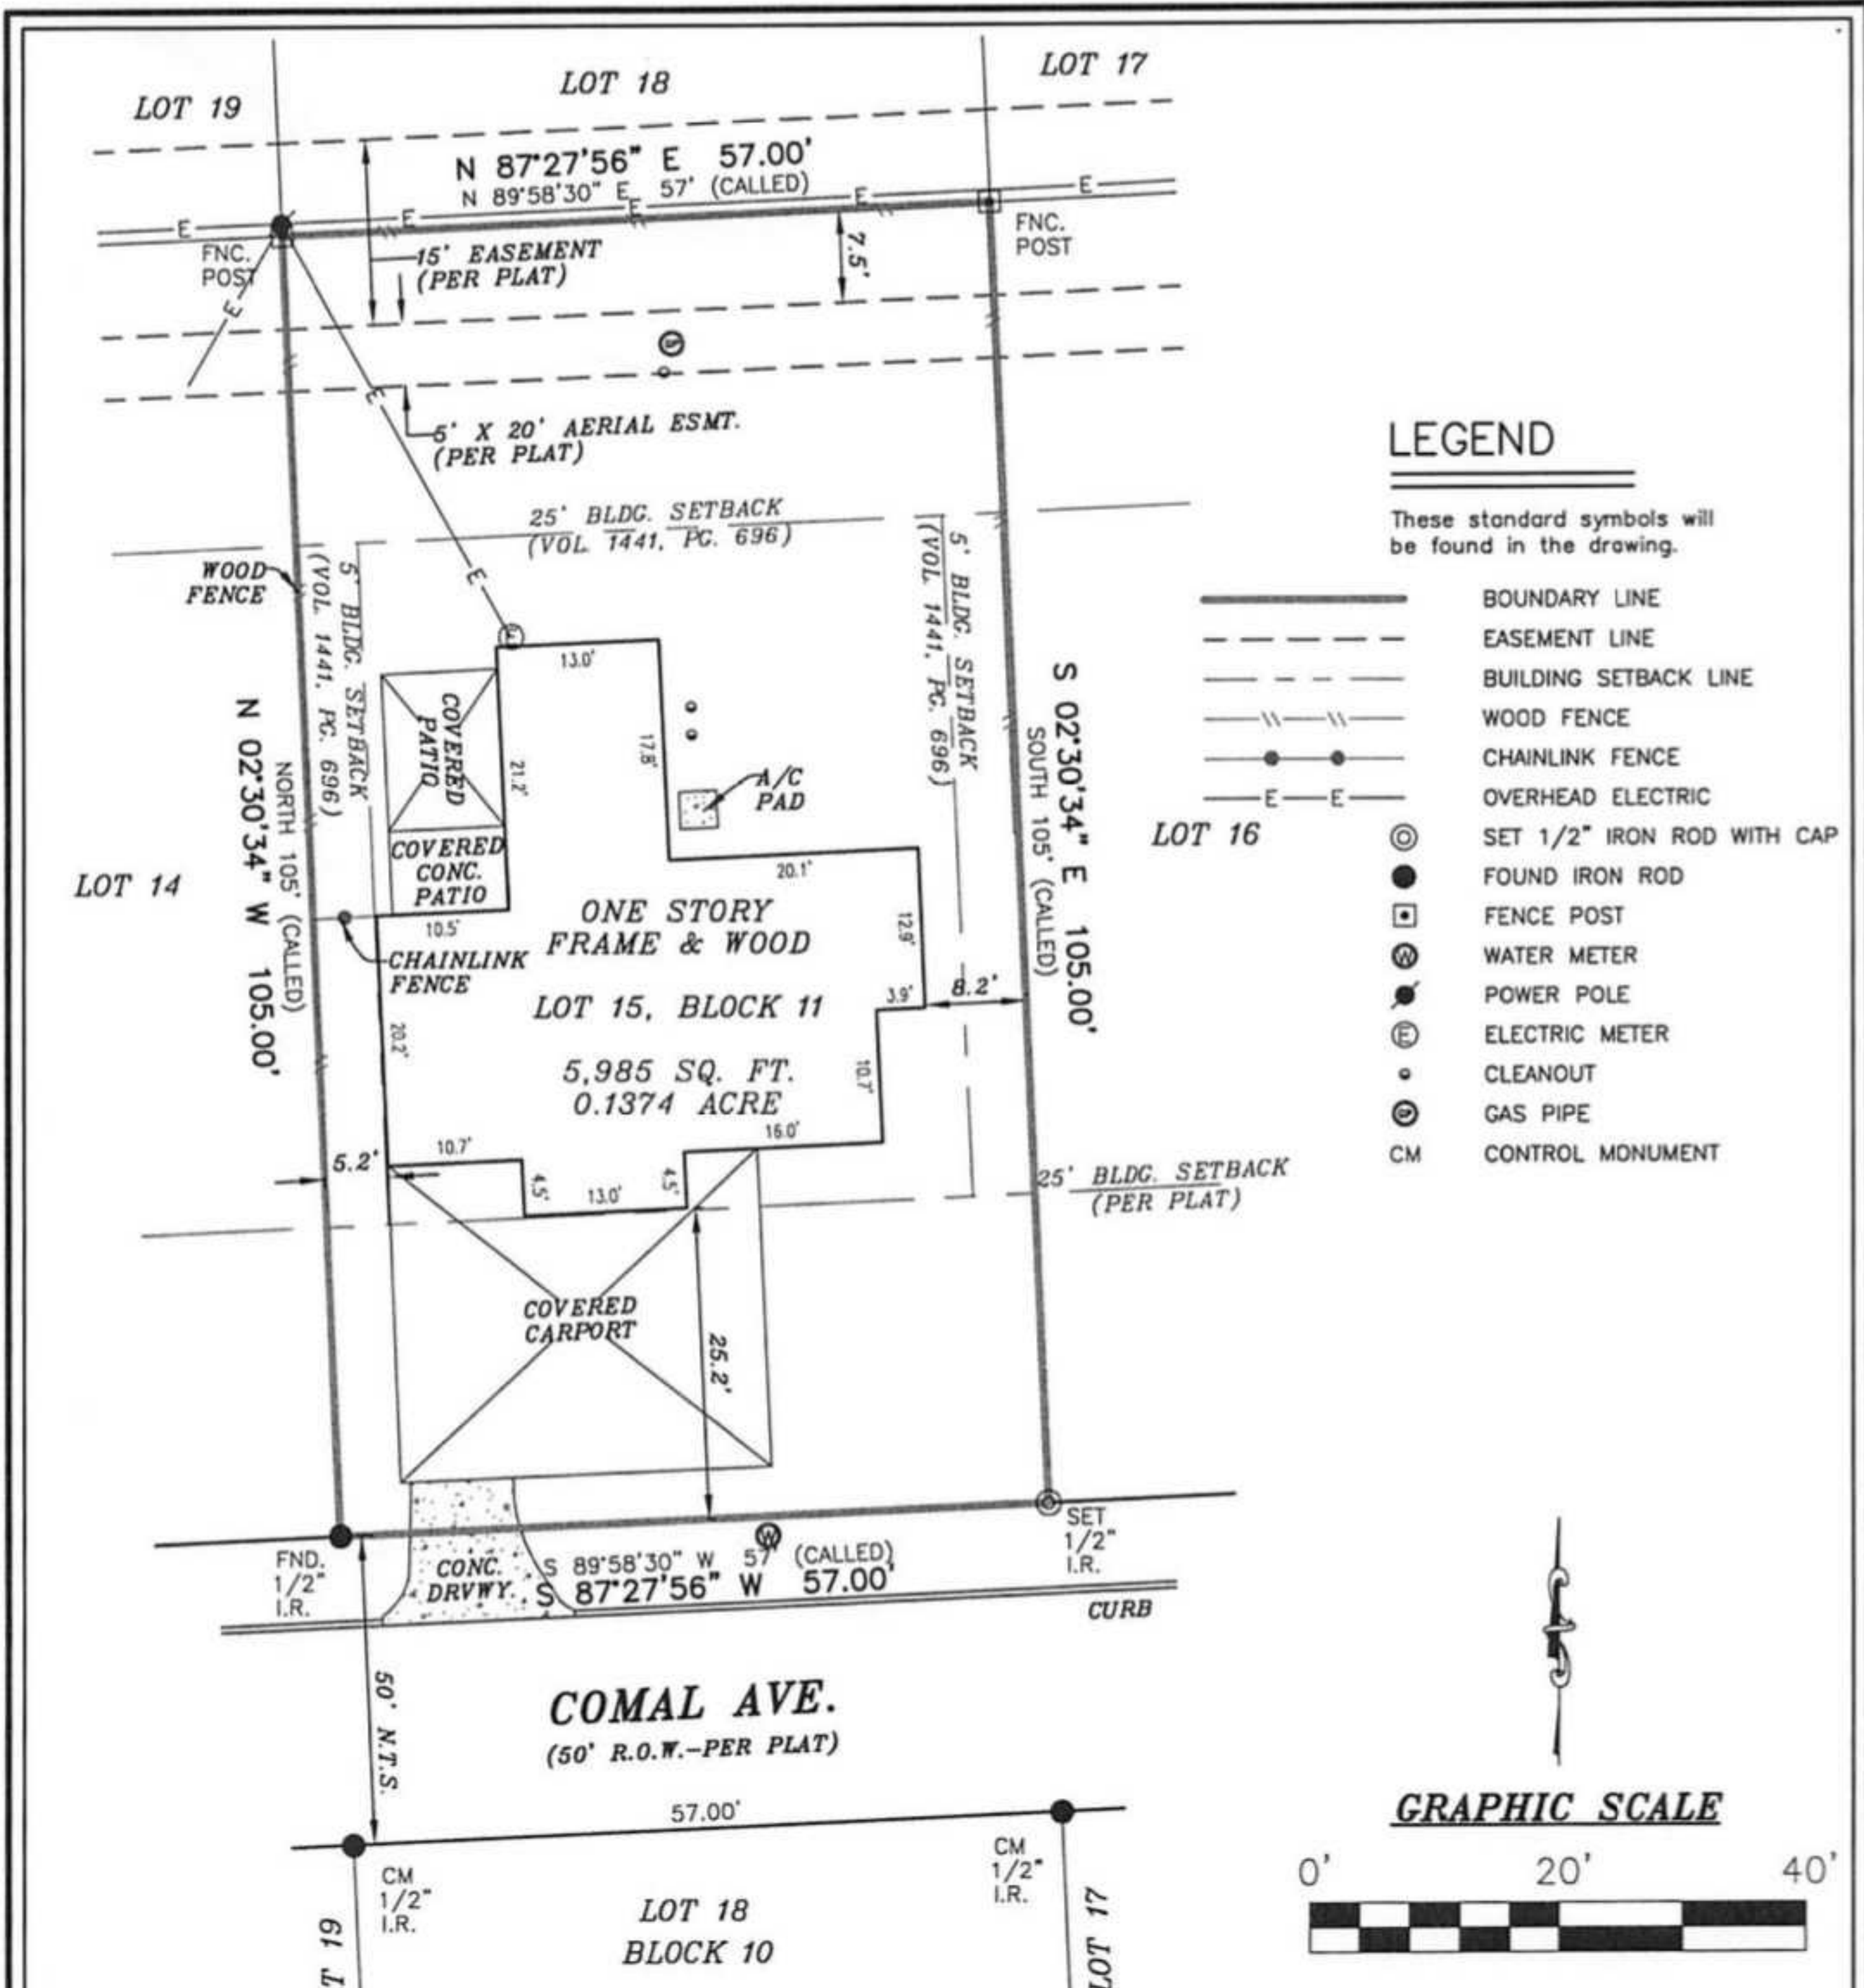 LOT 19
LOT 18
LOT 17
N 87°27'56" E 57.00'
N 89°58'30" E 57' (CALLED)
E
E
E
E
E
FNC.
POST
FNC.
POST
15' EASEMENT
(PER PLAT)
7.5'
E
E
5' X 20' AERIAL ESMT.
(PER PLAT)
25' BLDG. SETBACK
(VOL. 1441, PG. 696)
WOOD
FENCE
5' BLDG. SETBACK
(VOL. 1441, PG. 696)
5' BLDG. SETBACK
(VOL. 1441, PG. 696)
E
E
13.0'
COVERED
PATIO
21.2'
17.8'
A/C
PAD
COVERED
CONC.
PATIO
20.1'
N 02°30'34" W 105.00'
NORTH 105' (CALLED)
S 02°30'34" E 105.00'
SOUTH 105' (CALLED)
LOT 14
LOT 16
10.5'
ONE STORY
FRAME & WOOD
12.9'
CHAINLINK
FENCE
LOT 15, BLOCK 11
3.9'
8.2'
20.2'
5,985 SQ. FT.
0.1374 ACRE
10.7'
10.7'
16.0'
5.2'
4.5'
13.0'
4.5'
25' BLDG. SETBACK
(PER PLAT)
COVERED
CARPORT
25.2'
FND.
1/2"
I.R.
CONC.
DRVWY.
W
S 89°58'30" W 57' (CALLED)
S 87°27'56" W 57.00'
SET
1/2"
I.R.
CURB
50' N.T.S.
COMAL AVE.
(50' R.O.W.-PER PLAT)
57.00'
CM
1/2"
I.R.
CM
1/2"
I.R.
LOT 18
BLOCK 10
T 19
LOT 17
LEGEND
These standard symbols will
be found in the drawing.
BOUNDARY LINE
EASEMENT LINE
BUILDING SETBACK LINE
WOOD FENCE
CHAINLINK FENCE
E E OVERHEAD ELECTRIC
SET 1/2" IRON ROD WITH CAP
FOUND IRON ROD
FENCE POST
W WATER METER
POWER POLE
E ELECTRIC METER
CLEANOUT
GP GAS PIPE
CM CONTROL MONUMENT
GRAPHIC SCALE
0' 20' 40'